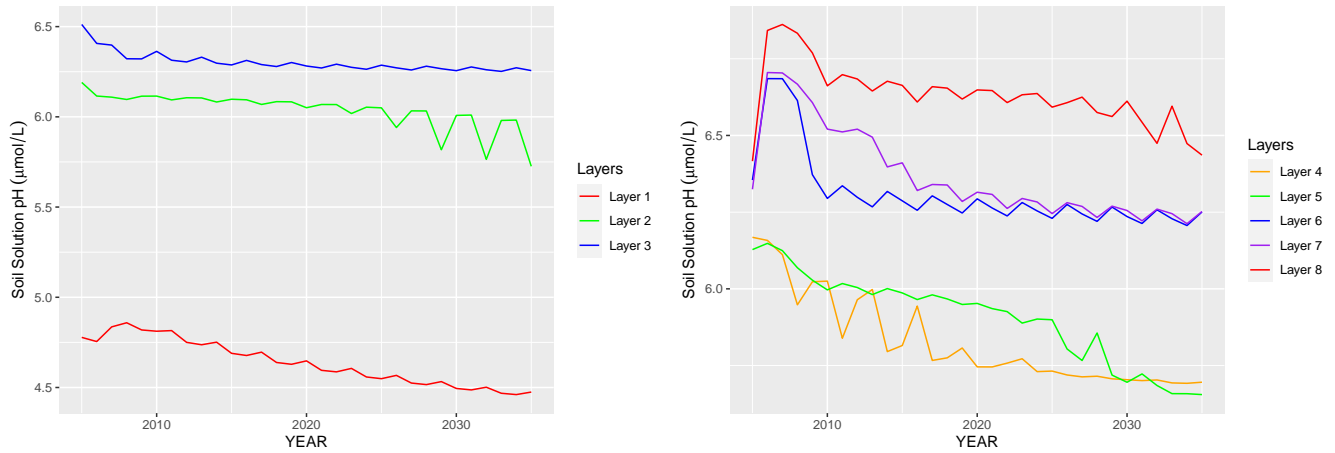 Soil Solution pH (μmol/L)
6.5
6.0
5.5
5.0
4.5
2010
2020
2030
YEAR
Layers
Layer 1
Layer 2
Layer 3
Soil Solution pH (μmol/L)
6.5
6.0
2010
2020
2030
YEAR
Layers
Layer 4
Layer 5
Layer 6
Layer 7
Layer 8